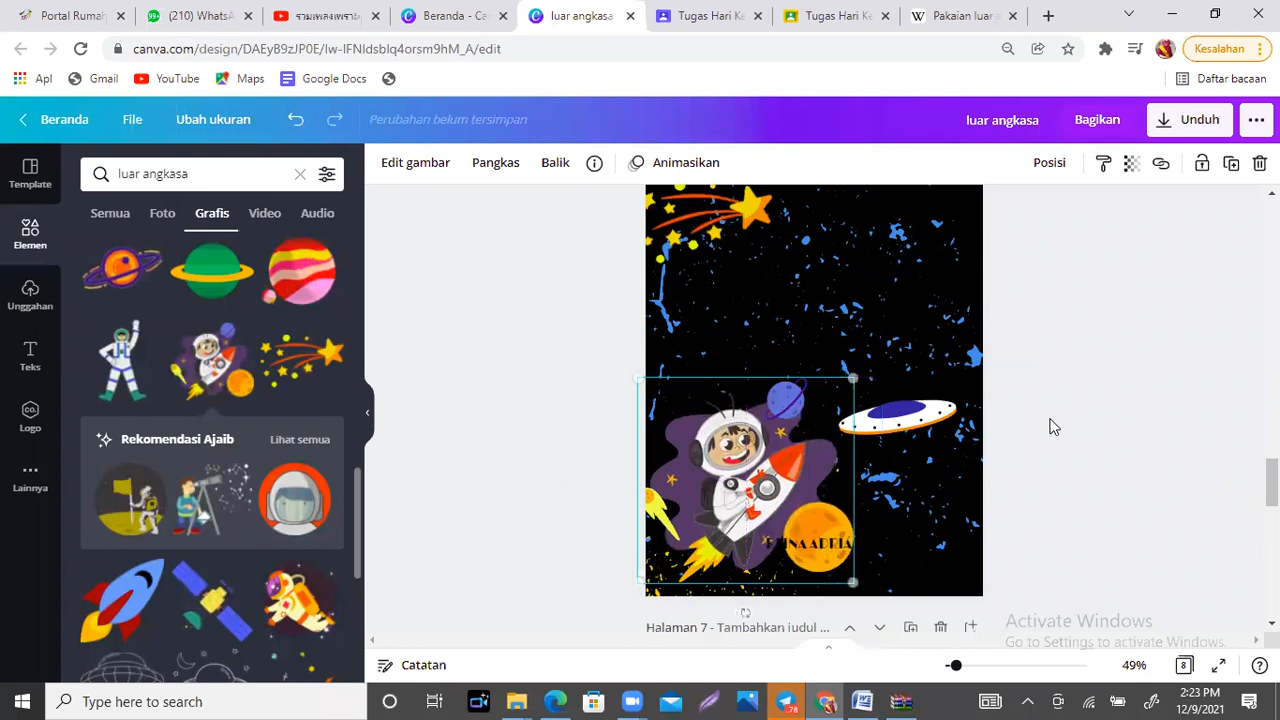 Portal Rumah
(210) WhatsA
Beranda - Ca
luar angkasa
Tugas Hari Ke
Tugas Hari Ke
Pakaian luar
canva.com/design/DAEyB9zJP0E/Iw-IFNIdsblq4orsm9hM_A/edit
Kesalahan
Apl
Gmail
YouTube
Maps
Google Docs
Daftar bacaan
Beranda
File
Ubah ukuran
Perubahan belum tersimpan
luar angkasa
Bagikan
Unduh
Template
Elemen
Unggahan
Teks
CO.
Logo
Lainnya
luar angkasa
Semua
Foto
Grafis
Video
Audio
Rekomendasi Ajaib
Lihat semua
Edit gambar
Pangkas
Balik
Animasikan
Posisi
INA ADRIA
Halaman 7 - Tambahkan judul ...
Activate Windows
Go to Settings to activate Windows.
Catatan
49%
8
Type here to search
78
2:23 PM
12/9/2021